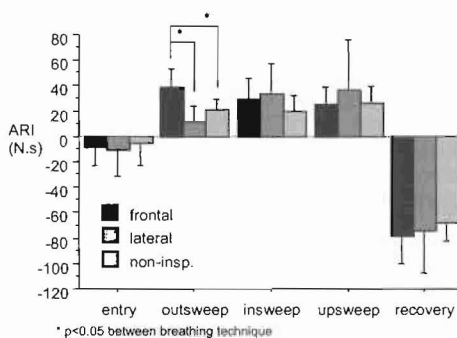 *
*
80
60
40
20
0
-20
-40
-60
-80
-100
-120
ARI
(N.s)
frontal
lateral
non-insp.
entry outsweep insweep upsweep recovery
* p<0.05 between breathing technique